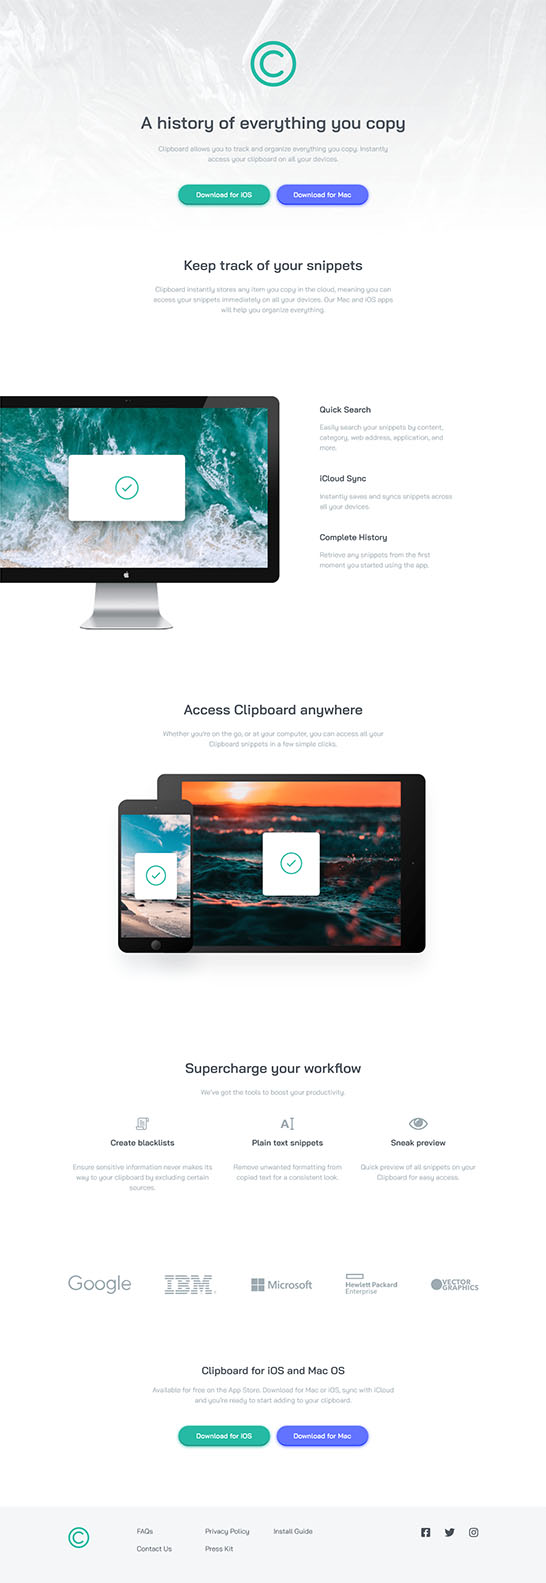 A history of everything you copy
Clipboard allows you to track and organize everything you copy. Instantly
access your clipboard on all your devices.
Download for iOS
Download for Mac
Keep track of your snippets
Clipboard instantly stores any item you copy in the cloud, meaning you can
access your snippets immediately on all your devices. Our Mac and iOS apps
will help you organize everything.
Quick Search
Easily search your snippets by content,
category, web address, application, and
more.
iCloud Sync
Instantly saves and syncs snippets across
all your devices.
Complete History
Retrieve any snippets from the first
moment you started using the app.
Access Clipboard anywhere
Whether you're on the go, or at your computer, you can access all your
Clipboard snippets in a few simple clicks.
Supercharge your workflow
We've got the tools to boost your productivity.
Create blacklists
Ensure sensitive information never makes its
way to your clipboard by excluding certain
sources.
Plain text snippets
Remove unwanted formatting from
copied text for a consistent look.
Sneak preview
Quick preview of all snippets on your
Clipboard for easy access.
Google
IBM
Microsoft
Hewlett Packard
Enterprise
VECTOR
GRAPHICS
Clipboard for iOS and Mac OS
Available for free on the App Store. Download for Mac or iOS, sync with iCloud
and you're ready to start adding to your clipboard.
Download for iOS
Download for Mac
FAQs
Contact Us
Privacy Policy
Press Kit
Install Guide